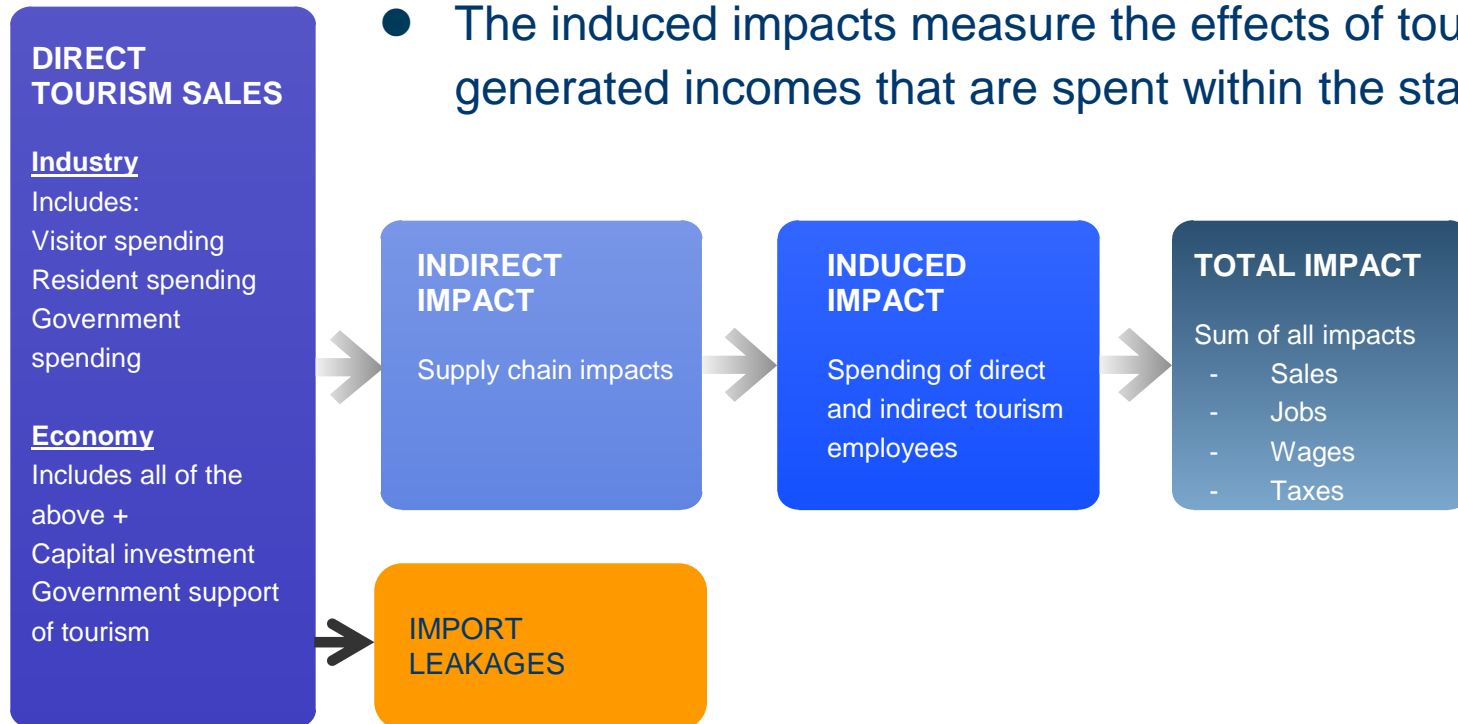 ● The induced impacts measure the effects of
generated incomes that are spent within the
DIRECT
TOURISM SALES
Industry
Includes:
Visitor spending
Resident spending
Government
spending
Economy
Includes all of the
above +
Capital investment
Government support
of tourism
INDIRECT
IMPACT
Supply chain impacts
INDUCED
IMPACT
Spending of direct
and indirect tourism
employees
TOTAL IMPACT
Sum of all impacts
- Sales
- Jobs
- Wages
- Taxes
IMPORT
LEAKAGES